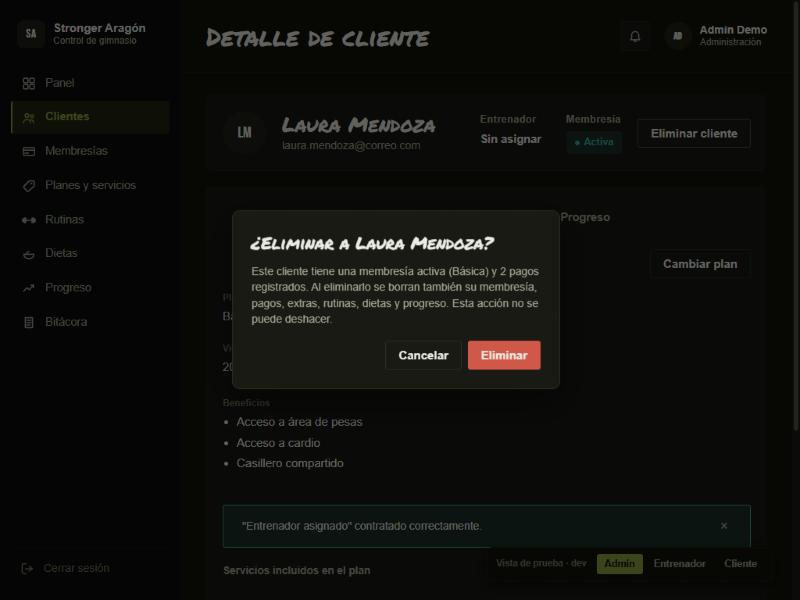 SA
Stronger Aragón
Control de gimnasio
Panel
Clientes
Membresías
Planes y servicios
Rutinas
Dietas
Progreso
Bitácora
Cerrar sesión
Detalle de cliente
AD
Admin Demo
Administración
LM
Laura Mendoza
laura.mendoza@correo.com
Entrenador
Sin asignar
Membresía
Activa
Eliminar cliente
Progreso
Cambiar plan
¿Eliminar a Laura Mendoza?
Este cliente tiene una membresía activa (Básica) y 2 pagos
registrados. Al eliminarlo se borran también su membresía,
pagos, extras, rutinas, dietas y progreso. Esta acción no se
puede deshacer.
Cancelar
Eliminar
Beneficios
Acceso a área de pesas
Acceso a cardio
Casillero compartido
"Entrenador asignado" contratado correctamente.
×
Servicios incluidos en el plan
Vista de prueba · dev
Admin
Entrenador
Cliente